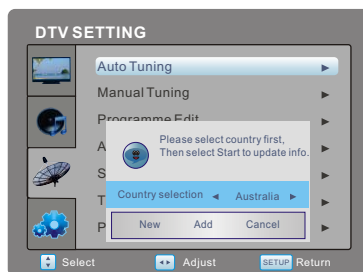 DTV SETTING
Auto Tuning
Manual Tuning
Programme Edit
A
Please select country first,
Then select Start to update info.
S
Country selection Australia
T
New Add Cancel
P
Select Adjust SETUP Return